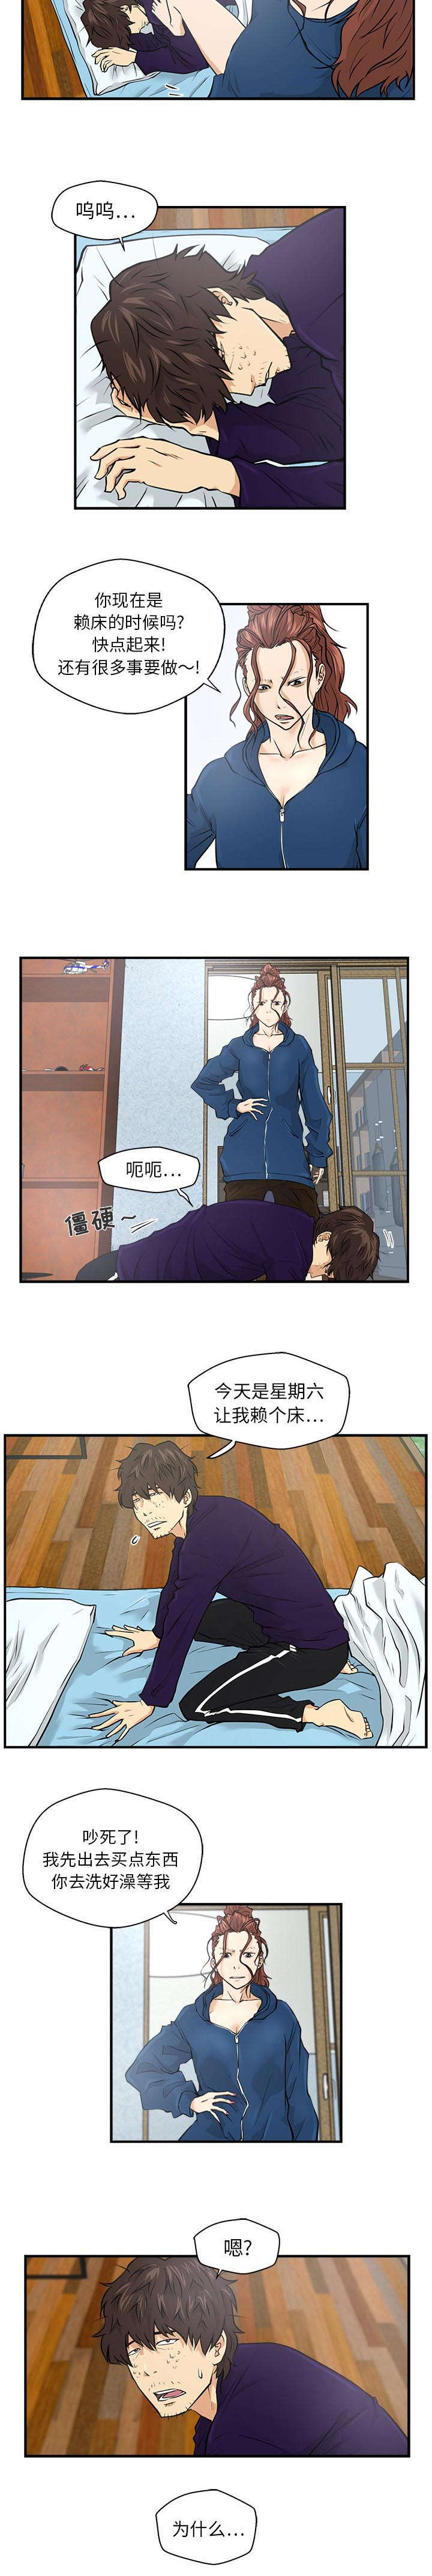 呜呜...
你现在是
赖床的时候吗?
快点起来!
还有很多事要做～!
呃呃...
僵硬～
今天是星期六
让我赖个床...
吵死了!
我先出去买点东西
你去洗好澡等我
嗯?
为什么...